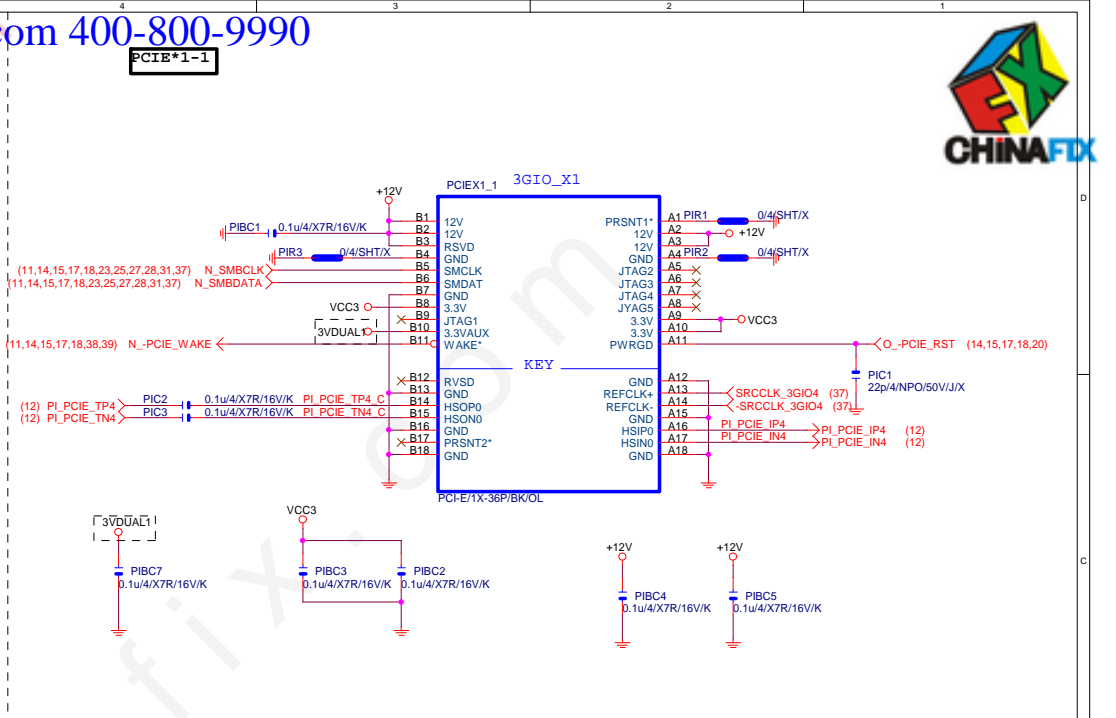 4 3 2 1
om 400-800-9990
PCIE*1-1
CHINAFIX
D
C
PCIEX1_1 3GIO_X1
+12V
PIBC1 0.1u/4/X7R/16V/K
PIR3 0/4/SHT/X
(11,14,15,17,18,23,25,27,28,31,37) N_SMBCLK
(11,14,15,17,18,23,25,27,28,31,37) N_SMBDATA
VCC3
3VDUAL1
(11,14,15,17,18,38,39) N_-PCIE_WAKE
(12) PI_PCIE_TP4 PIC2 0.1u/4/X7R/16V/K PI_PCIE_TP4_C
(12) PI_PCIE_TN4 PIC3 0.1u/4/X7R/16V/K PI_PCIE_TN4_C
B1 12V
B2 12V
B3 RSVD
B4 GND
B5 SMCLK
B6 SMDAT
B7 GND
B8 3.3V
B9 JTAG1
B10 3.3VAUX
B11 WAKE*
KEY
B12 RVSD
B13 GND
B14 HSOP0
B15 HSON0
B16 GND
B17 PRSNT2*
B18 GND
PRSNT1* A1 PIR1 0/4/SHT/X
12V A2 +12V
12V A3
GND A4 PIR2 0/4/SHT/X
JTAG2 A5
JTAG3 A6
JTAG4 A7
JYAG5 A8
3.3V A9 VCC3
3.3V A10
PWRGD A11 O_-PCIE_RST (14,15,17,18,20)
PIC1
22p/4/NPO/50V/J/X
GND A12
REFCLK+ A13 SRCCLK_3GIO4 (37)
REFCLK- A14 -SRCCLK_3GIO4 (37)
GND A15
HSIP0 A16 PI_PCIE_IP4 PI_PCIE_IP4 (12)
HSIN0 A17 PI_PCIE_IN4 PI_PCIE_IN4 (12)
GND A18
PCI-E/1X-36P/BK/OL
3VDUAL1
PIBC7
0.1u/4/X7R/16V/K
VCC3
PIBC3
0.1u/4/X7R/16V/K
PIBC2
0.1u/4/X7R/16V/K
+12V
PIBC4
0.1u/4/X7R/16V/K
+12V
PIBC5
0.1u/4/X7R/16V/K
fix.com